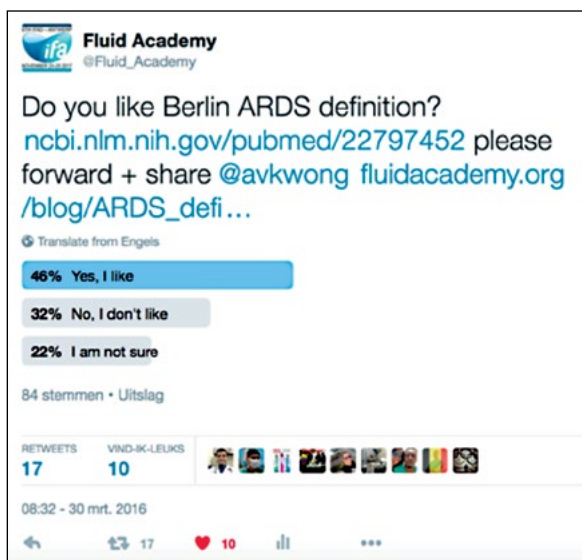 ifa
Fluid Academy
@Fluid_Academy
Do you like Berlin ARDS definition?
ncbi.nlm.nih.gov/pubmed/22797452 please
forward + share @avkwong fluidacademy.org
/blog/ARDS_defi...
Translate from Engels
46% Yes, I like
32% No, I don't like
22% I am not sure
84 stemmen • Uitslag
RETWEETS VIND-IK-LEUKS
17 10
08:32 - 30 mrt. 2016
17 10